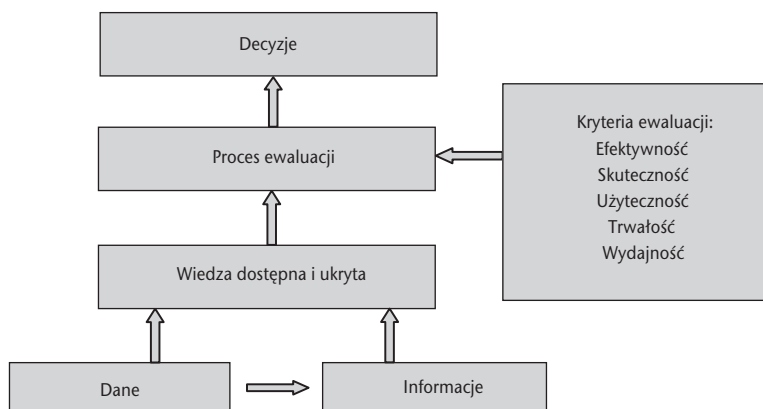 Decyzje
Proces ewaluacji
Kryteria ewaluacji:
Efektywność
Skuteczność
Użyteczność
Trwałość
Wydajność
Wiedza dostępna i ukryta
Dane
Informacje